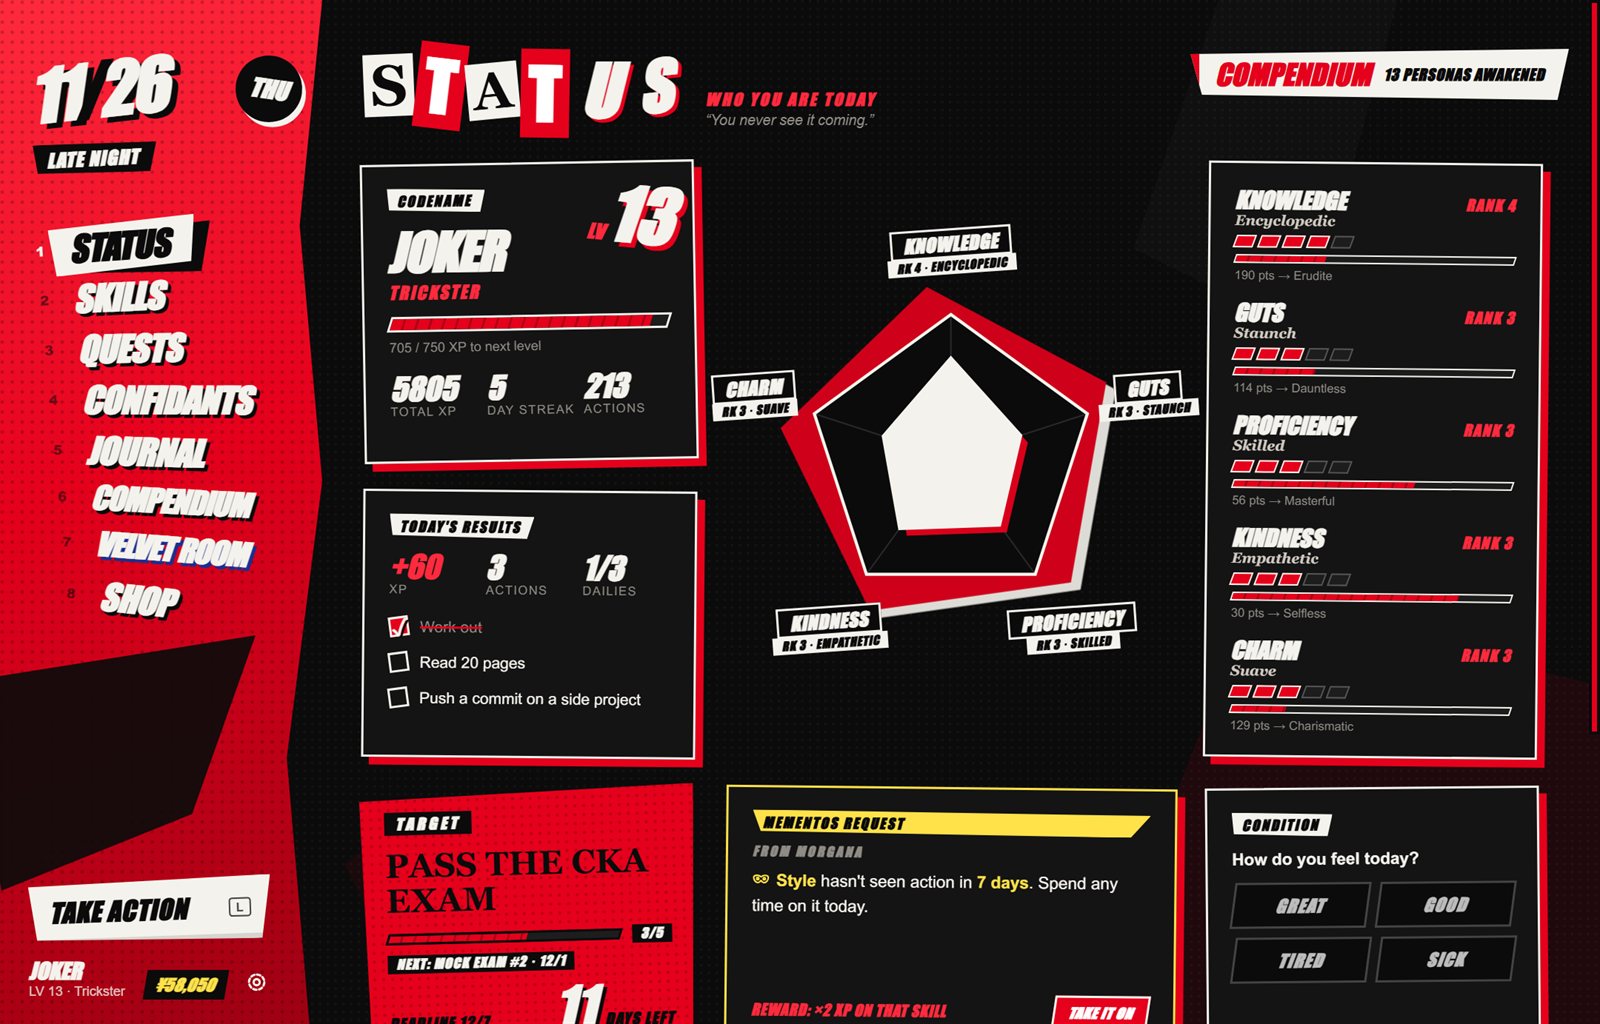 11/26
THU
LATE NIGHT
1 STATUS
2 SKILLS
3 QUESTS
4 CONFIDANTS
5 JOURNAL
6 COMPENDIUM
7 VELVET ROOM
8 SHOP
TAKE ACTION L
JOKER
LV 13 · Trickster
¥58,050
STATUS
WHO YOU ARE TODAY
“You never see it coming.”
COMPENDIUM 13 PERSONAS AWAKENED
CODENAME
LV 13
JOKER
TRICKSTER
705 / 750 XP to next level
5805 5 213
TOTAL XP DAY STREAK ACTIONS
TODAY'S RESULTS
+60 3 1/3
XP ACTIONS DAILIES
Work out
Read 20 pages
Push a commit on a side project
KNOWLEDGE
RK 4 · ENCYCLOPEDIC
CHARM
RK 3 · SUAVE
GUTS
RK 3 · STAUNCH
KINDNESS
RK 3 · EMPATHETIC
PROFICIENCY
RK 3 · SKILLED
KNOWLEDGE RANK 4
Encyclopedic
190 pts → Erudite
GUTS RANK 3
Staunch
114 pts → Dauntless
PROFICIENCY RANK 3
Skilled
56 pts → Masterful
KINDNESS RANK 3
Empathetic
30 pts → Selfless
CHARM RANK 3
Suave
129 pts → Charismatic
TARGET
PASS THE CKA
EXAM
3/5
NEXT: MOCK EXAM #2 · 12/1
DEADLINE 12/7 11 DAYS LEFT
MEMENTOS REQUEST
FROM MORGANA
Style hasn't seen action in 7 days. Spend any
time on it today.
REWARD: ×2 XP ON THAT SKILL
TAKE IT ON
CONDITION
How do you feel today?
GREAT GOOD
TIRED SICK